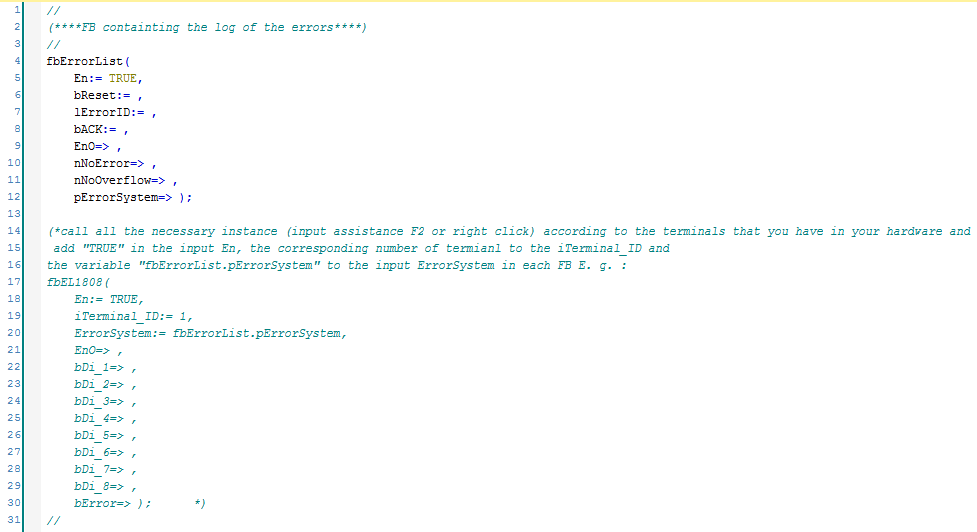 1 //
2 (****FB containting the log of the errors****)
3 //
4 fbErrorList(
5 En:= TRUE,
6 bReset:= ,
7 lErrorID:= ,
8 bACK:= ,
9 EnO=> ,
10 nNoError=> ,
11 nNoOverflow=> ,
12 pErrorSystem=> );
13
14 (*call all the necessary instance (input assistance F2 or right click) according to the terminals that you have in your hardware and
15 add "TRUE" in the input En, the corresponding number of termianl to the iTerminal_ID and
16 the variable "fbErrorList.pErrorSystem" to the input ErrorSystem in each FB E. g. :
17 fbEL1808(
18 En:= TRUE,
19 iTerminal_ID:= 1,
20 ErrorSystem:= fbErrorList.pErrorSystem,
21 EnO=> ,
22 bDi_1=> ,
23 bDi_2=> ,
24 bDi_3=> ,
25 bDi_4=> ,
26 bDi_5=> ,
27 bDi_6=> ,
28 bDi_7=> ,
29 bDi_8=> ,
30 bError=> ); *)
31 //